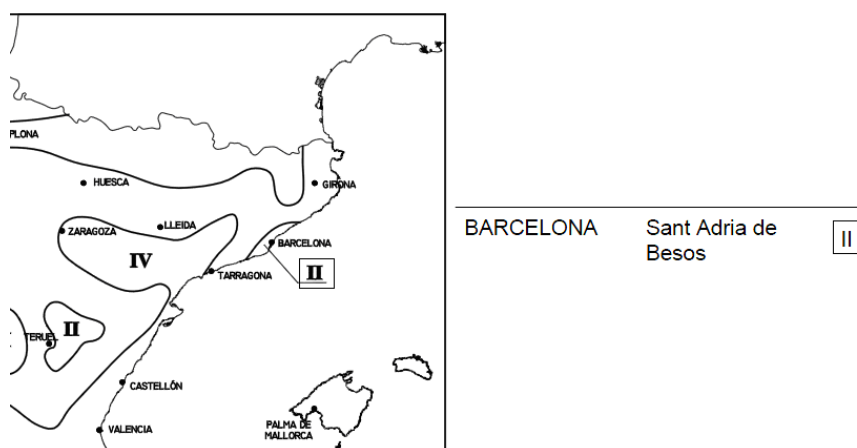 PLONA
HUESCA
GIRONA
ZARAGOZA
LLEIDA
BARCELONA
IV
II
TARRAGONA
II
TERUEL
CASTELLÓN
VALENCIA
PALMA DE
MALLORCA
BARCELONA Sant Adria de II
Besos